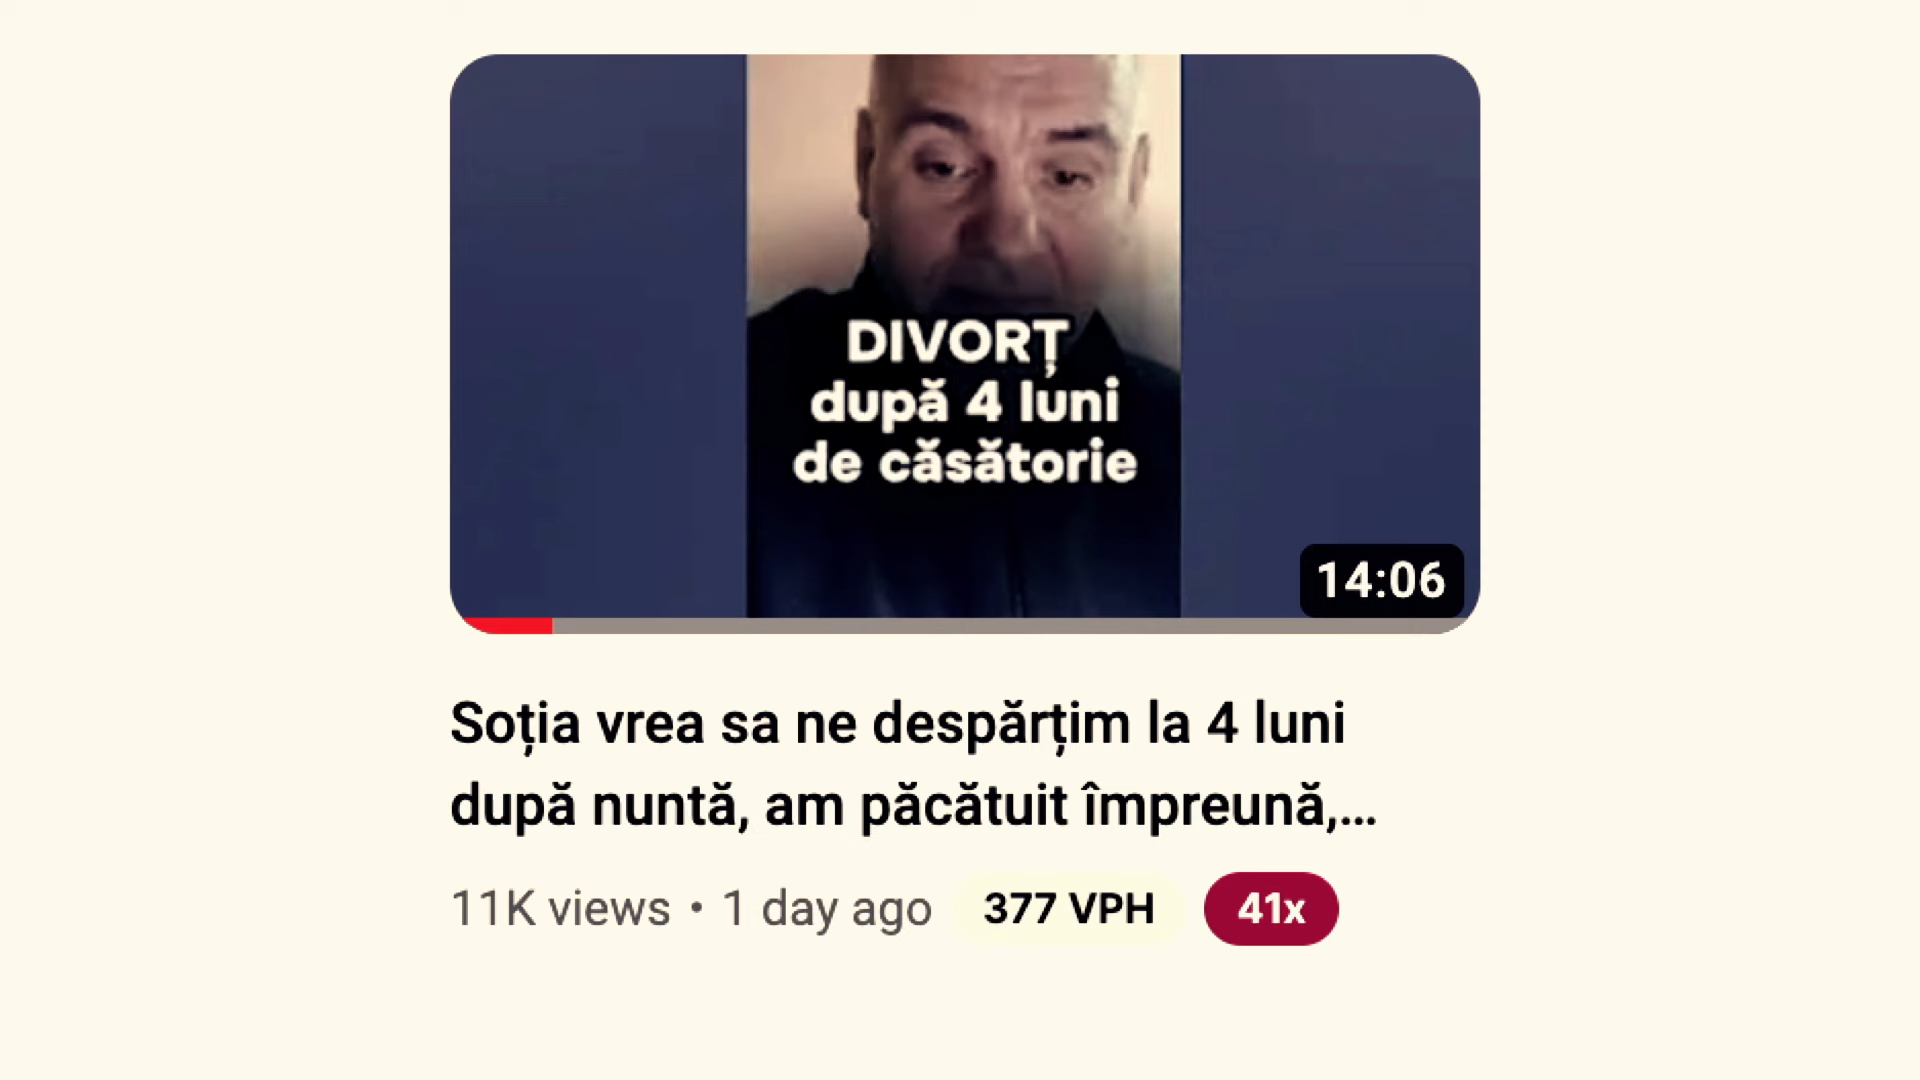 DIVORȚ
după 4 luni
de căsătorie
14:06
Soția vrea sa ne despărțim la 4 luni
după nuntă, am păcătuit împreună,...
11K views • 1 day ago 377 VPH 41x